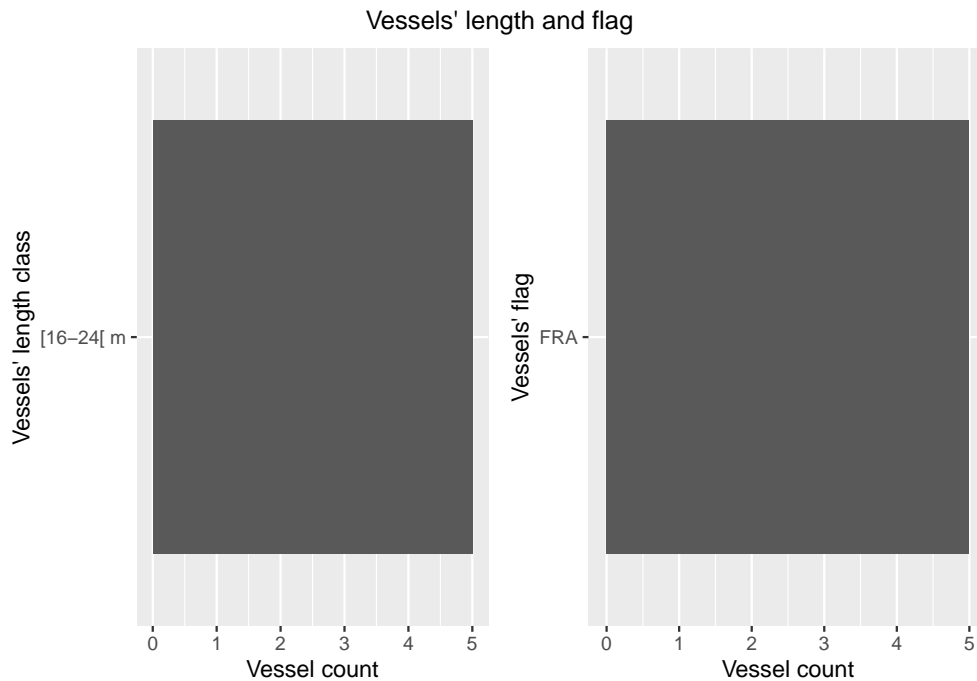 Vessels' length and flag
Vessels' length class
[16−24[ m
0 1 2 3 4 5
Vessel count
Vessels' flag
FRA
0 1 2 3 4 5
Vessel count